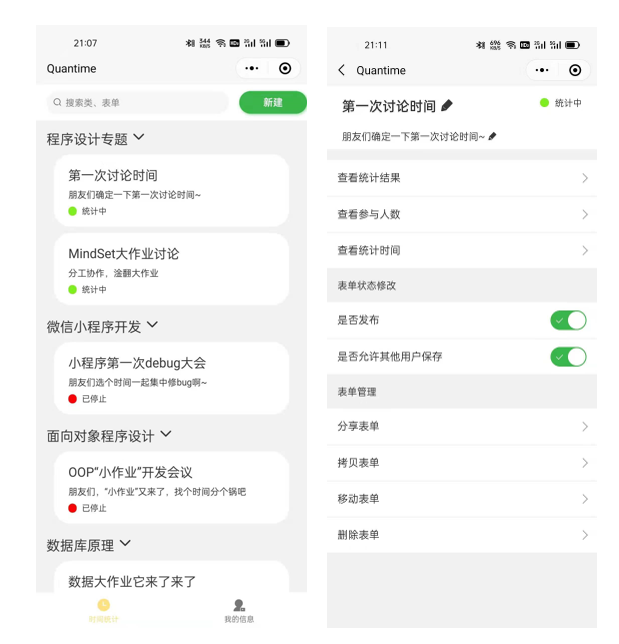 21:07
344
KB/S
HD
Quantime
搜索类、表单
新建
程序设计专题
第一次讨论时间
朋友们确定一下第一次讨论时间~
统计中
MindSet大作业讨论
分工协作，淦翻大作业
统计中
微信小程序开发
小程序第一次debug大会
朋友们选个时间一起集中修bug啊~
已停止
面向对象程序设计
OOP“小作业”开发会议
朋友们，“小作业”又来了，找个时间分个锅吧
已停止
数据库原理
数据大作业它来了来了
时间统计
我的信息
21:11
696
KB/S
HD
Quantime
第一次讨论时间
统计中
朋友们确定一下第一次讨论时间~
查看统计结果
查看参与人数
查看统计时间
表单状态修改
是否发布
是否允许其他用户保存
表单管理
分享表单
拷贝表单
移动表单
删除表单